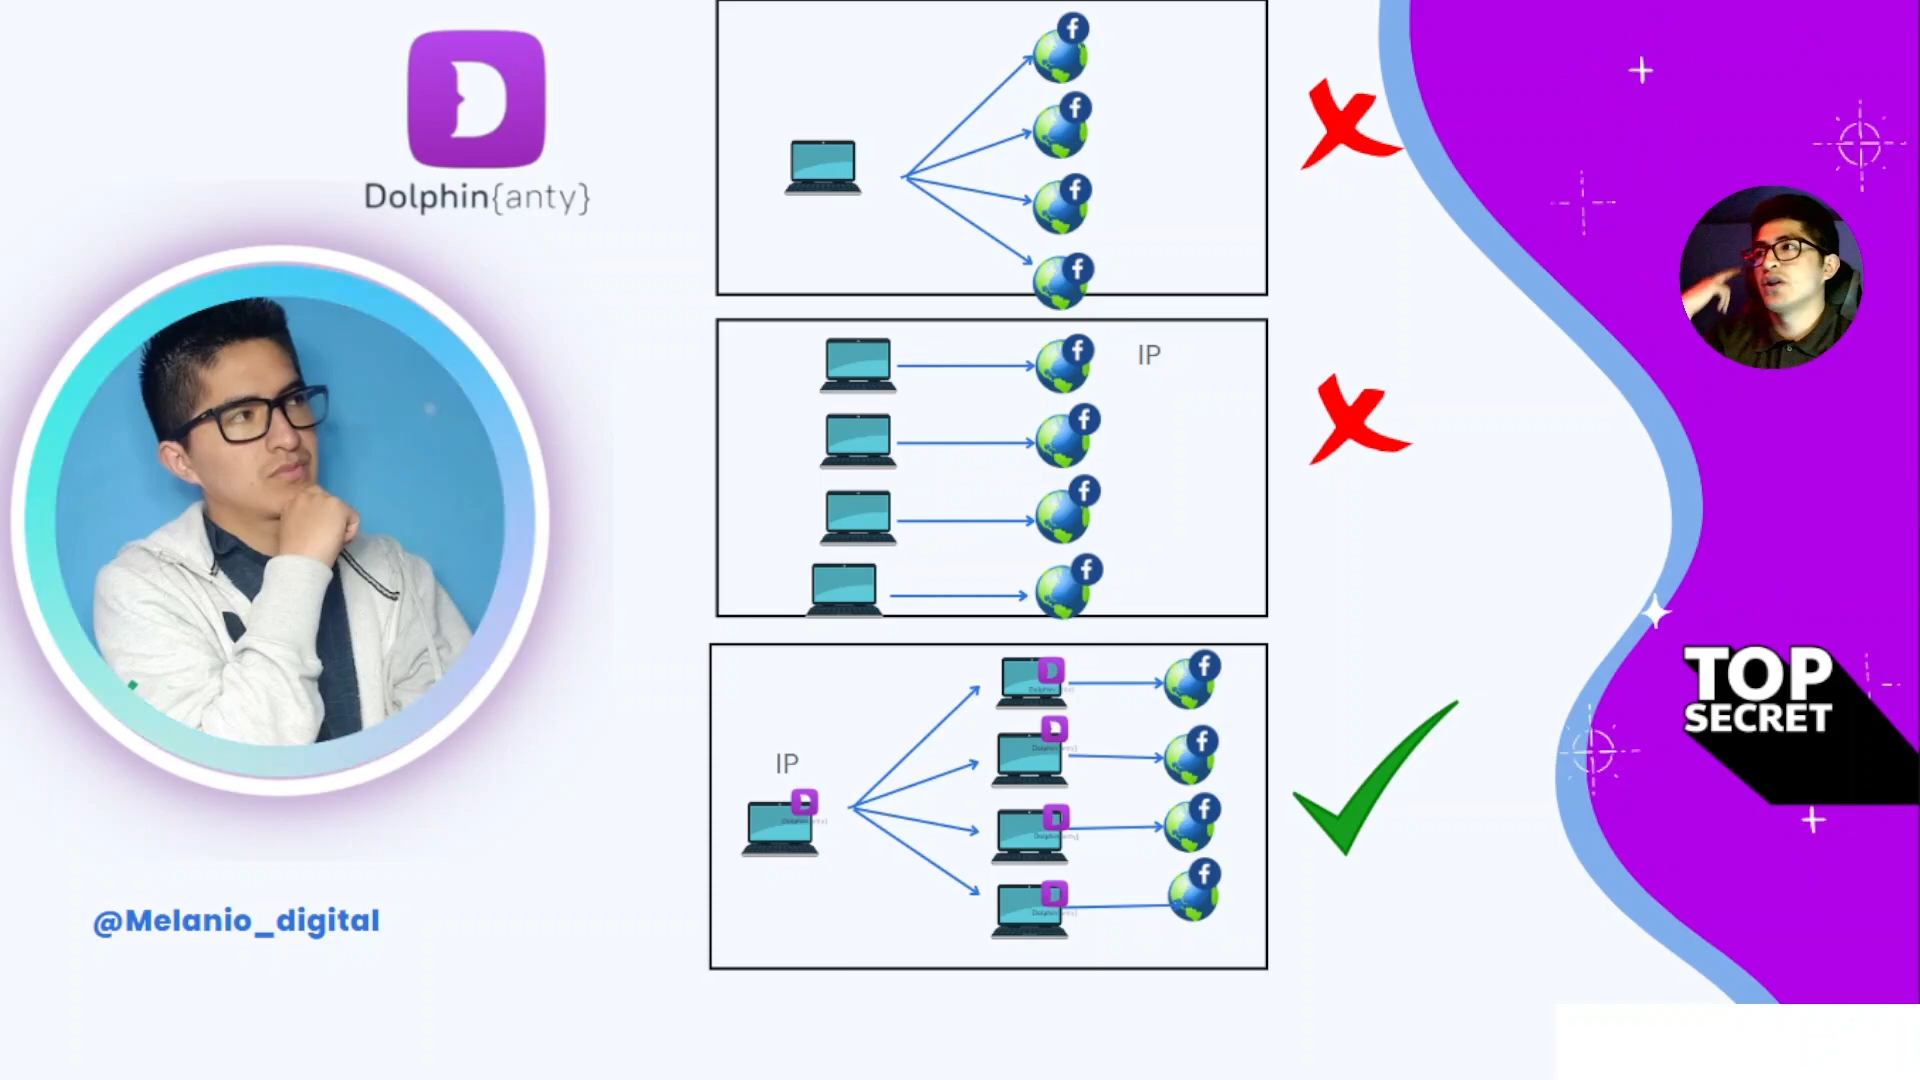 Dolphin{anty}
@Melanio_digital
IP
IP
TOP
SECRET